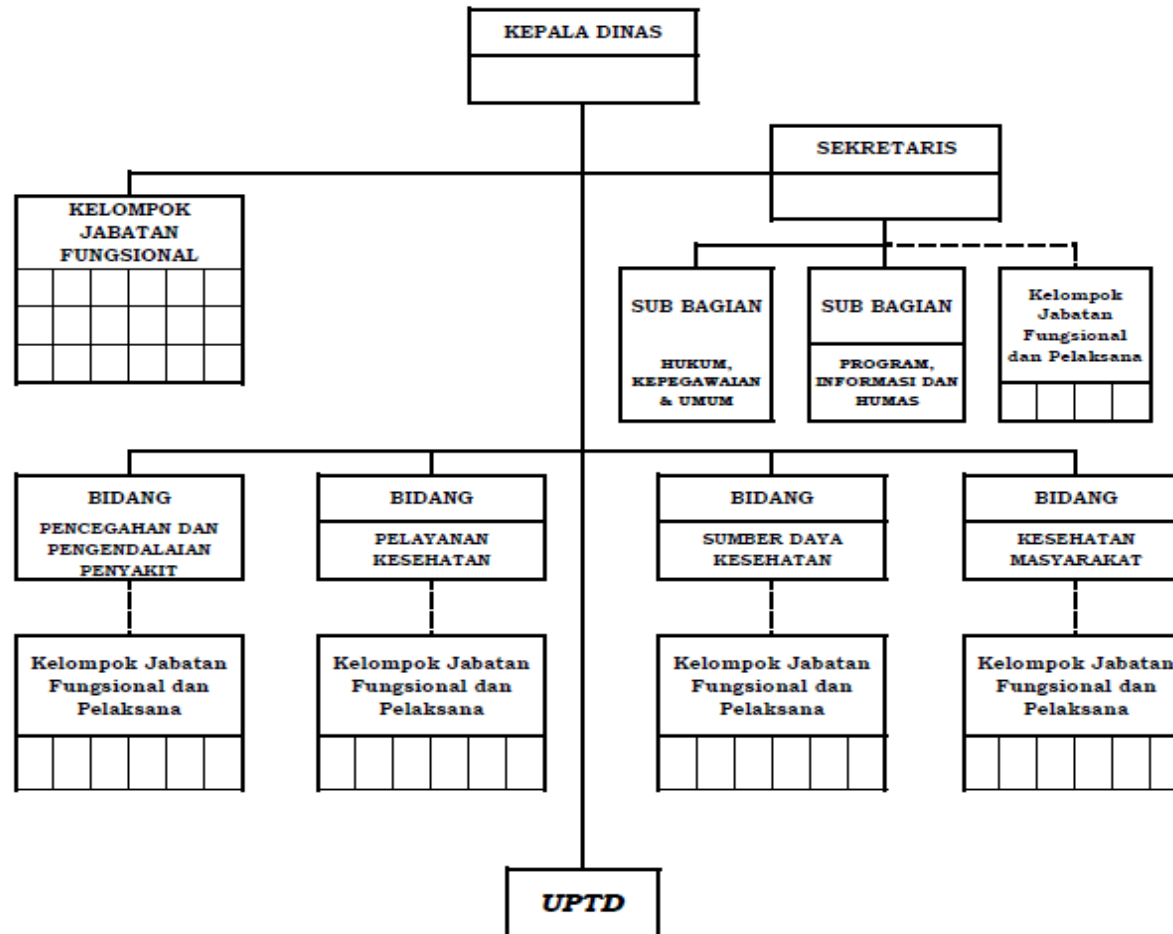 KEPALA DINAS
SEKRETARIS
KELOMPOK
JABATAN
FUNGSIONAL
SUB BAGIAN
HUKUM,
KEPEGAWAIAN
& UMUM
SUB BAGIAN
PROGRAM,
INFORMASI DAN
HUMAS
Kelompok
Jabatan
Fungsional
dan Pelaksana
BIDANG
PENCEGAHAN DAN
PENGENDALAIAN
PENYAKIT
BIDANG
PELAYANAN
KESEHATAN
BIDANG
SUMBER DAYA
KESEHATAN
BIDANG
KESEHATAN
MASYARAKAT
Kelompok Jabatan
Fungsional dan
Pelaksana
Kelompok Jabatan
Fungsional dan
Pelaksana
Kelompok Jabatan
Fungsional dan
Pelaksana
Kelompok Jabatan
Fungsional dan
Pelaksana
UPTD